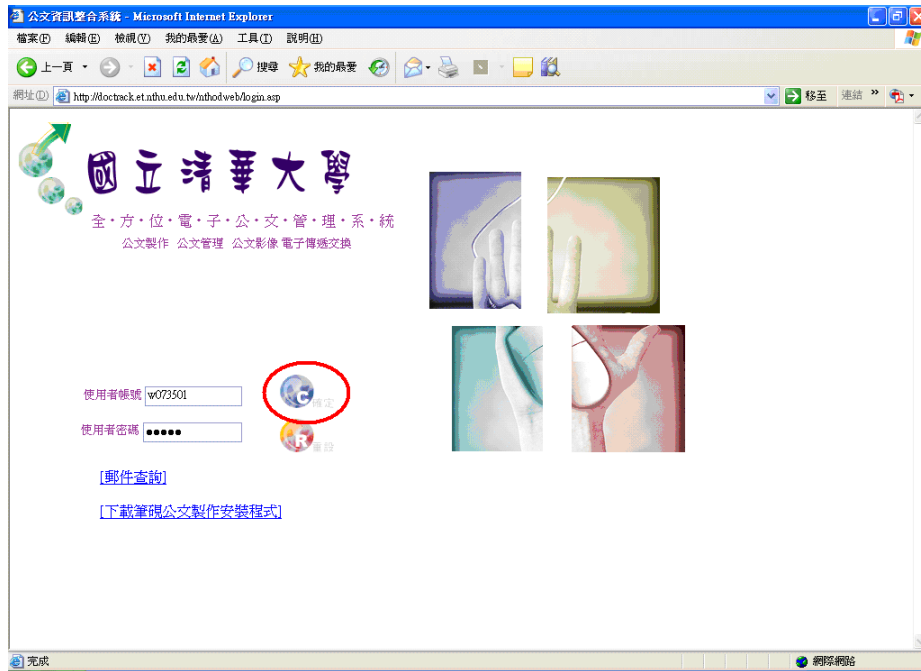 公文資訊整合系統 - Microsoft Internet Explorer
檔案(F) 編輯(E) 檢視(V) 我的最愛(A) 工具(T) 說明(H)
上一頁 搜尋 我的最愛
網址(D) http://doctrack.et.nthu.edu.tw/nthodweb/login.asp 移至 連結 »
國立清華大學
全・方・位・電・子・公・文・管・理・系・統
公文製作 公文管理 公文影像 電子傳遞交換
使用者帳號 w073501 C 確定
使用者密碼 ●●●●● R 重設
[郵件查詢]
[下載筆硯公文製作安裝程式]
完成 網際網路